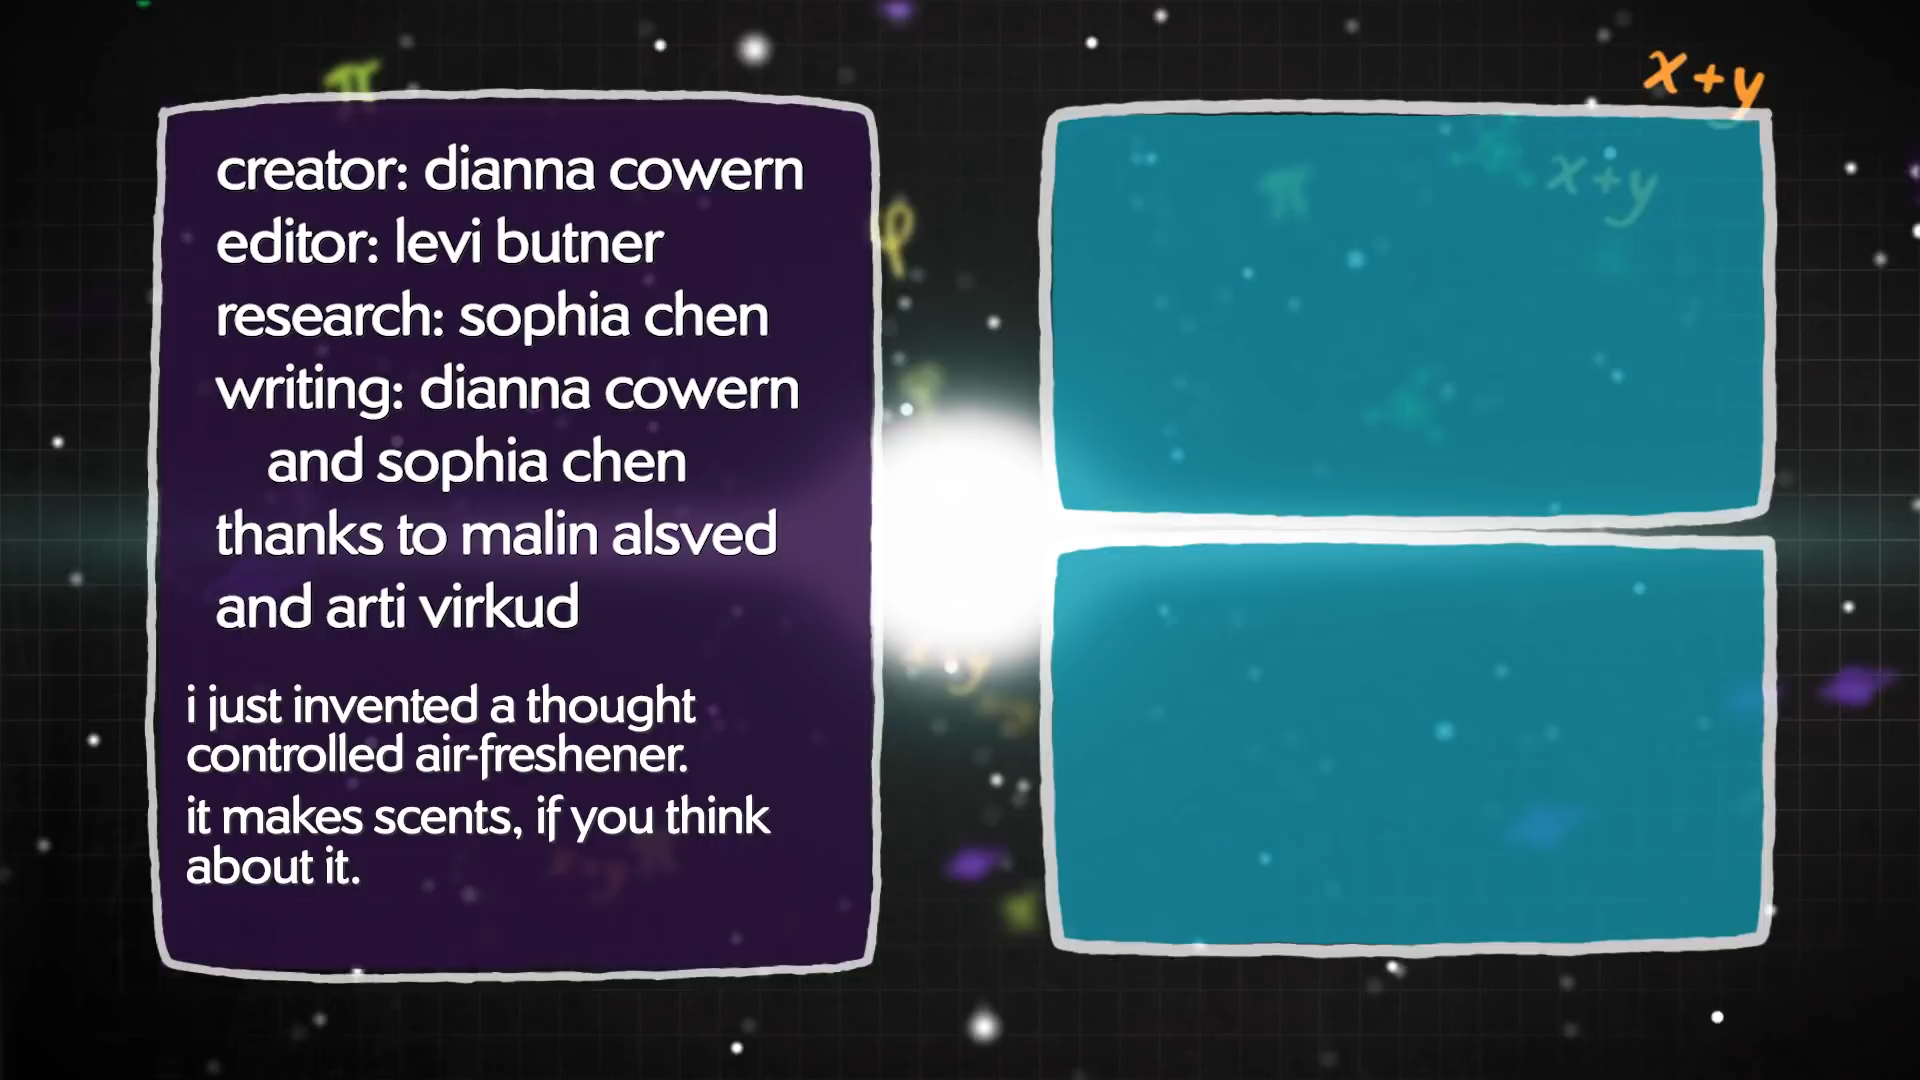 creator: dianna cowern
editor: levi butner
research: sophia chen
writing: dianna cowern
and sophia chen
thanks to malin alsved
and arti virkud
i just invented a thought
controlled air-freshener.
it makes scents, if you think
about it.
x+y
x+y
π
π
φ
x+y
π